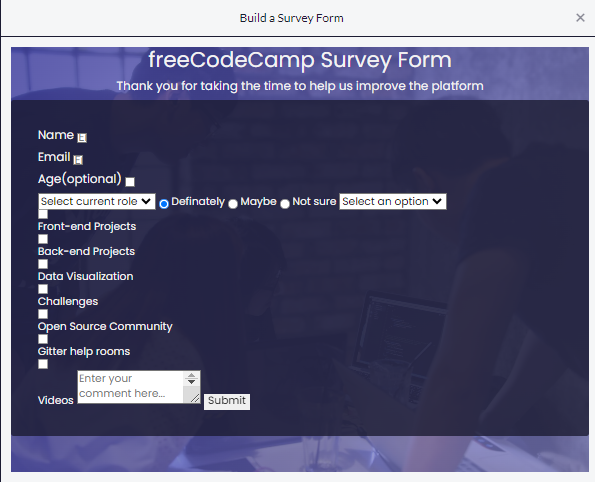 Build a Survey Form
freeCodeCamp Survey Form
Thank you for taking the time to help us improve the platform
Name E
Email E
Age(optional)
Select current role Definately Maybe Not sure Select an option
Front-end Projects
Back-end Projects
Data Visualization
Challenges
Open Source Community
Gitter help rooms
Enter your
comment here...
Videos Submit